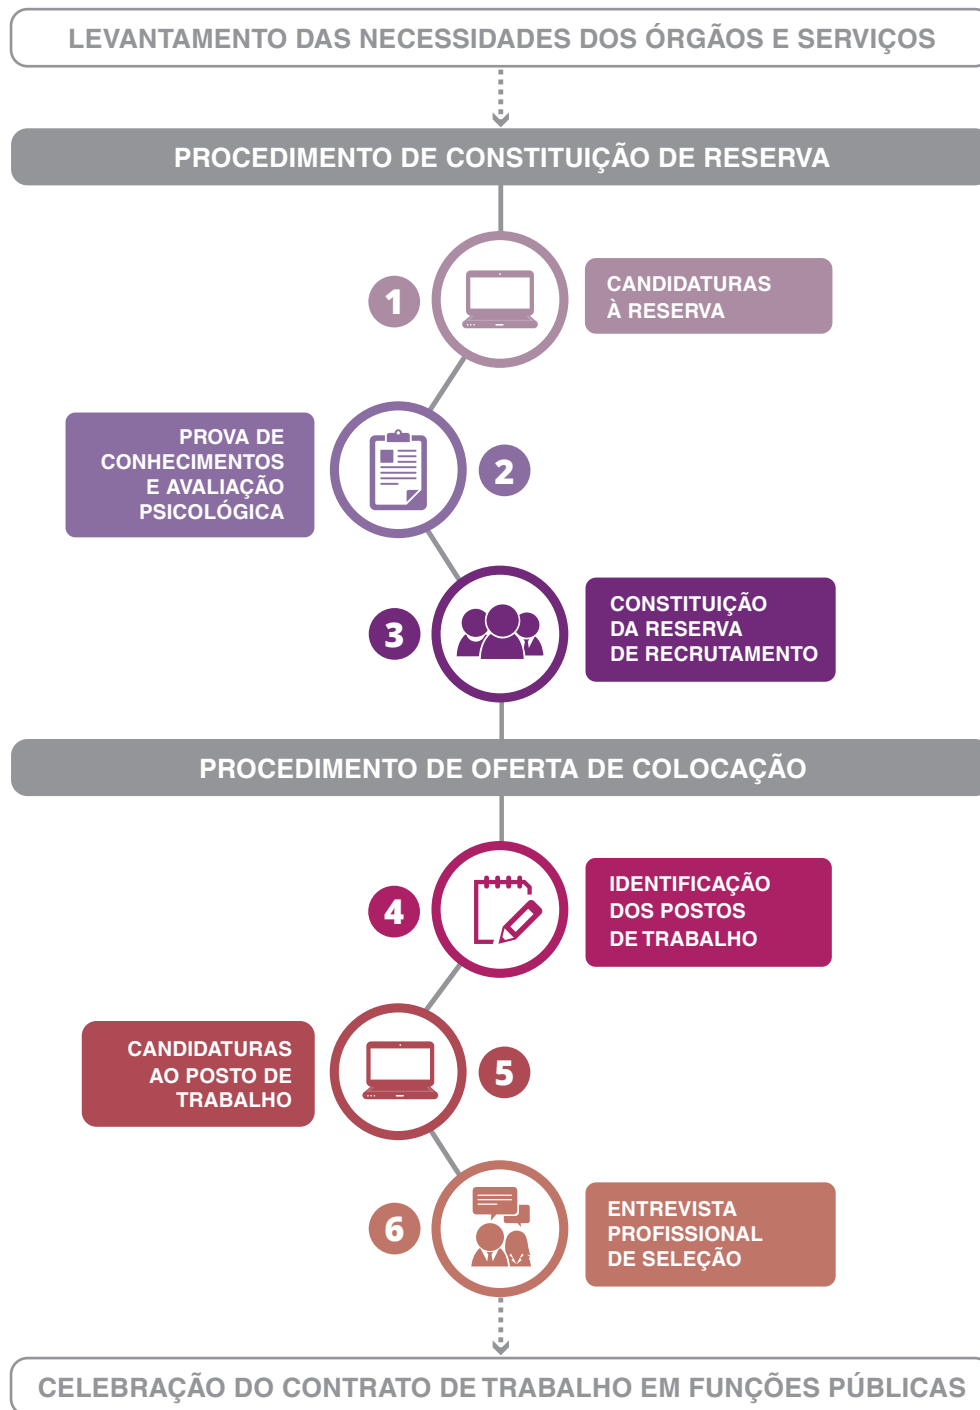 LEVANTAMENTO DAS NECESSIDADES DOS ÓRGÃOS E SERVIÇOS
PROCEDIMENTO DE CONSTITUIÇÃO DE RESERVA
1
CANDIDATURAS
À RESERVA
PROVA DE
CONHECIMENTOS
E AVALIAÇÃO
PSICOLÓGICA
2
3
CONSTITUIÇÃO
DA RESERVA
DE RECRUTAMENTO
PROCEDIMENTO DE OFERTA DE COLOCAÇÃO
4
IDENTIFICAÇÃO
DOS POSTOS
DE TRABALHO
CANDIDATURAS
AO POSTO DE
TRABALHO
5
6
ENTREVISTA
PROFISSIONAL
DE SELEÇÃO
CELEBRAÇÃO DO CONTRATO DE TRABALHO EM FUNÇÕES PÚBLICAS